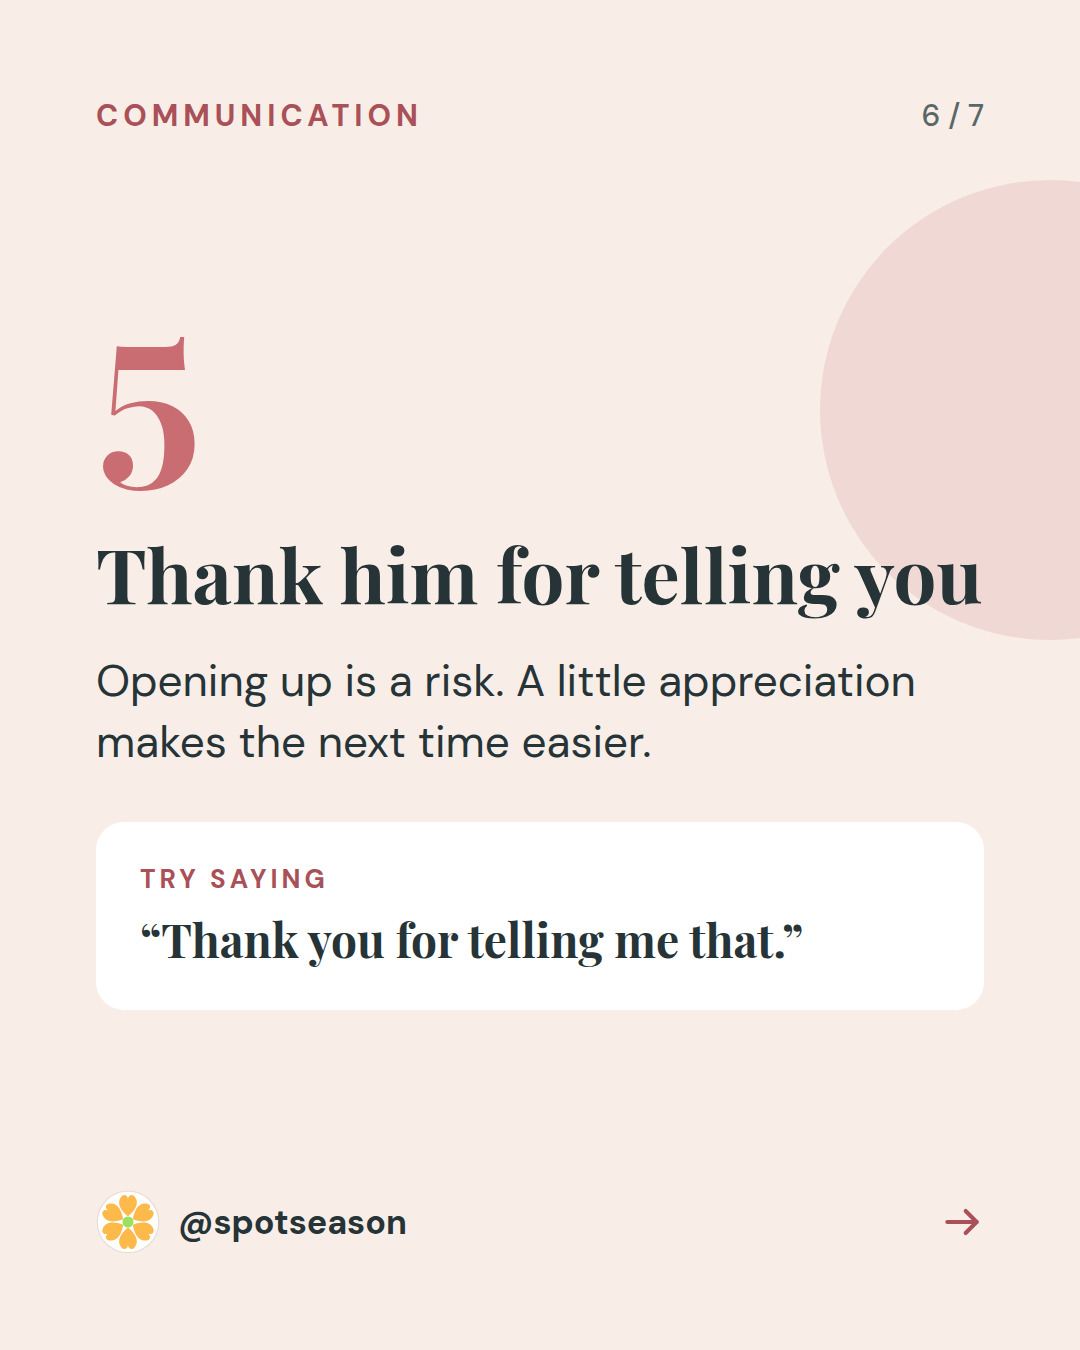 COMMUNICATION
6 / 7
5
Thank him for telling you
Opening up is a risk. A little appreciation
makes the next time easier.
TRY SAYING
“Thank you for telling me that.”
@spotseason